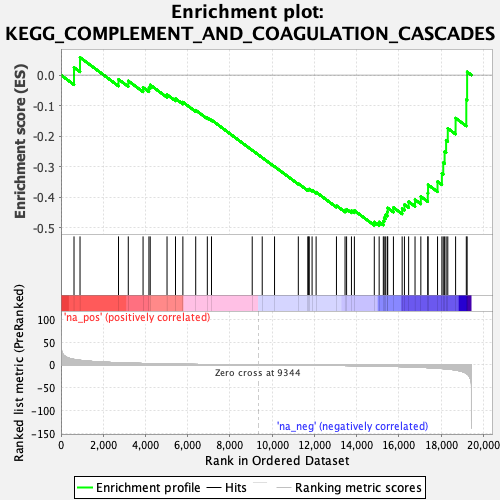 Enrichment plot:
KEGG_COMPLEMENT_AND_COAGULATION_CASCADES
Enrichment score (ES)
0.1
0.0
-0.1
-0.2
-0.3
-0.4
-0.5
'na_pos' (positively correlated)
Ranked list metric (PreRanked)
100
50
0
-50
-100
-150
Zero cross at 9344
'na_neg' (negatively correlated)
0 2,000 4,000 6,000 8,000 10,000 12,000 14,000 16,000 18,000 20,000
Rank in Ordered Dataset
Enrichment profile Hits Ranking metric scores